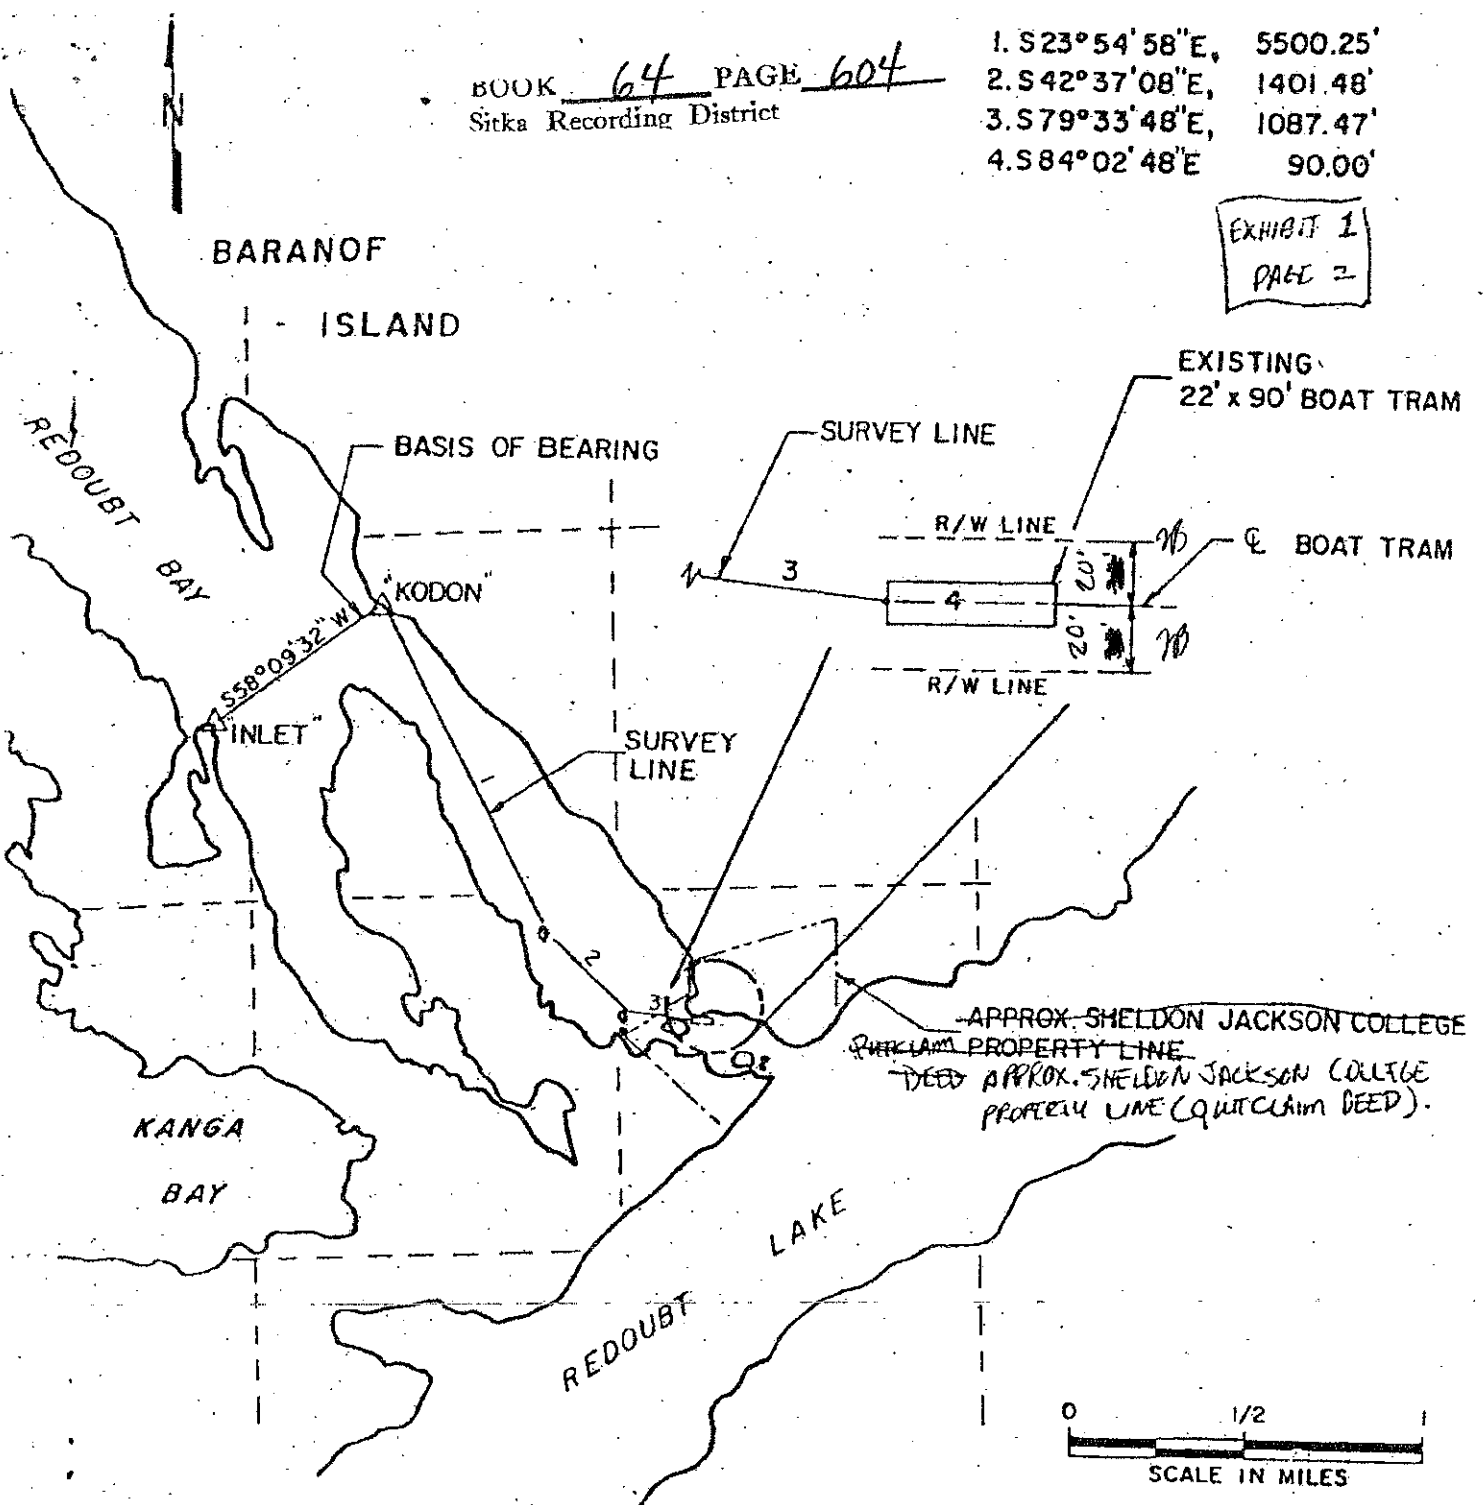 BOOK 64 PAGE 604
Sitka Recording District
1. S23°54'58"E, 5500.25'
2. S42°37'08"E, 1401.48'
3. S79°33'48"E, 1087.47'
4. S84°02'48"E 90.00'
EXHIBIT 1
PAGE 2
N
BARANOF
ISLAND
EXISTING
22' x 90' BOAT TRAM
BASIS OF BEARING
SURVEY LINE
REDOUBT
BAY
R/W LINE
℄ BOAT TRAM
3
4
20'
20'
R/W LINE
"KODON"
S58°09'32"W
"INLET"
SURVEY
LINE
1
2
3
APPROX. SHELDON JACKSON COLLEGE
QUITCLAIM PROPERTY LINE
DEED APPROX. SHELDON JACKSON COLLEGE
PROPERTY LINE (QUITCLAIM DEED).
KANGA
BAY
REDOUBT LAKE
0 1/2 1
SCALE IN MILES